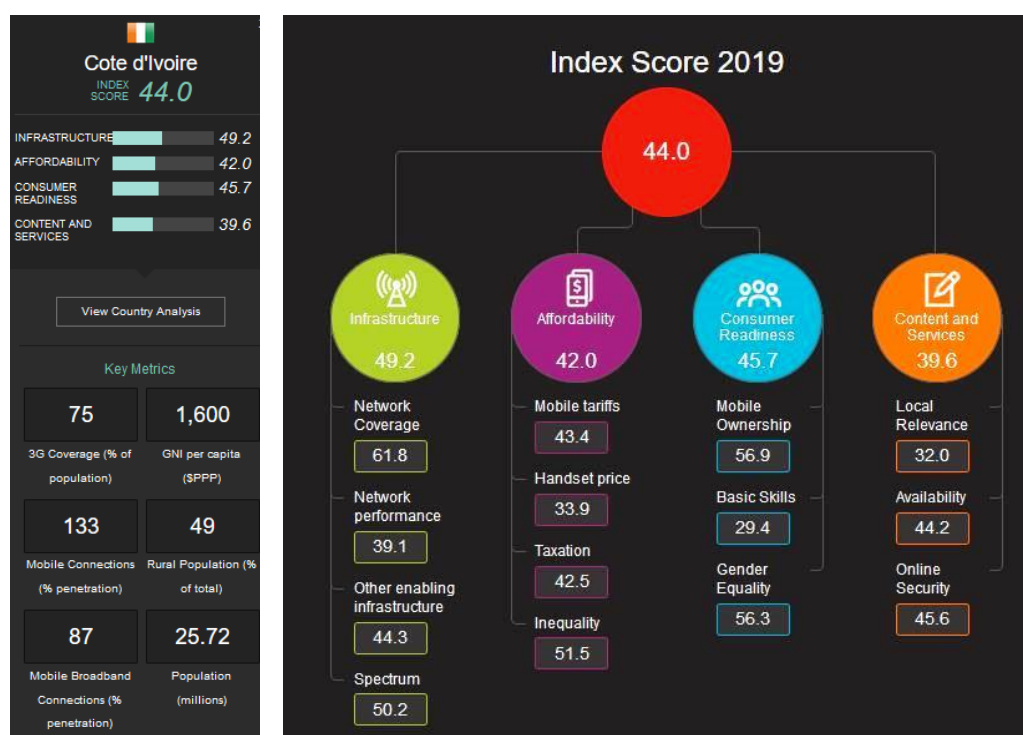 Cote d'Ivoire
INDEX
SCORE 44.0
INFRASTRUCTURE 49.2
AFFORDABILITY 42.0
CONSUMER
READINESS 45.7
CONTENT AND
SERVICES 39.6
View Country Analysis
Key Metrics
75 1,600
3G Coverage (% of GNI per capita
population) ($PPP)
133 49
Mobile Connections Rural Population (%
(% penetration) of total)
87 25.72
Mobile Broadband Population
Connections (% (millions)
penetration)
Index Score 2019
44.0
Infrastructure
49.2
Network
Coverage
61.8
Network
performance
39.1
Other enabling
infrastructure
44.3
Spectrum
50.2
$
Affordability
42.0
Mobile tariffs
43.4
Handset price
33.9
Taxation
42.5
Inequality
51.5
Consumer
Readiness
45.7
Mobile
Ownership
56.9
Basic Skills
29.4
Gender
Equality
56.3
Content and
Services
39.6
Local
Relevance
32.0
Availability
44.2
Online
Security
45.6